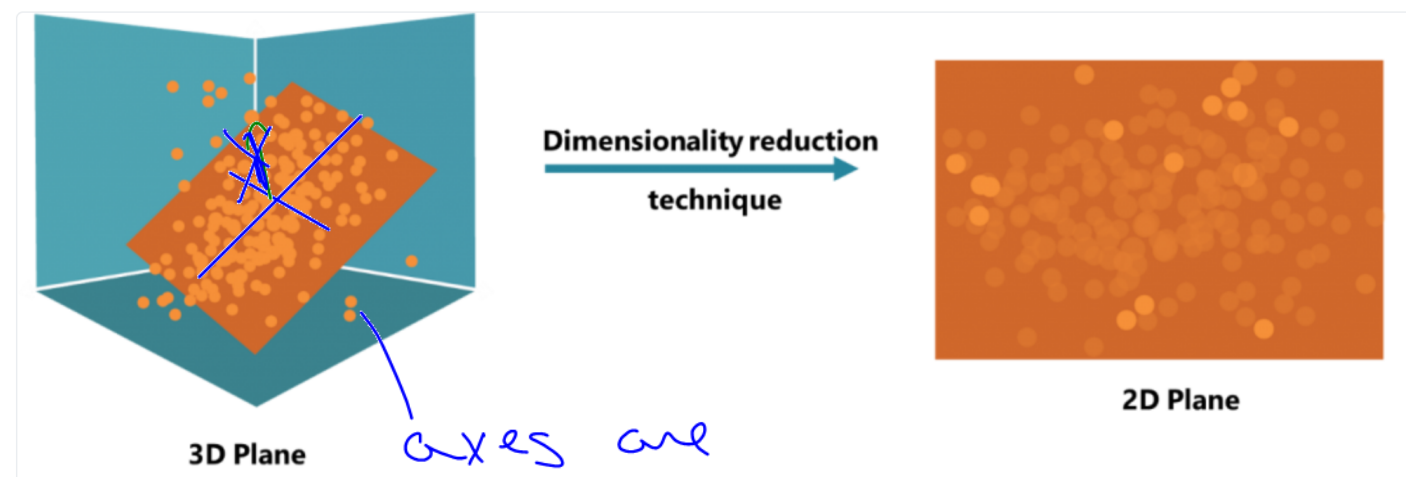 Dimensionality reduction
technique
2D Plane
3D Plane
axes are